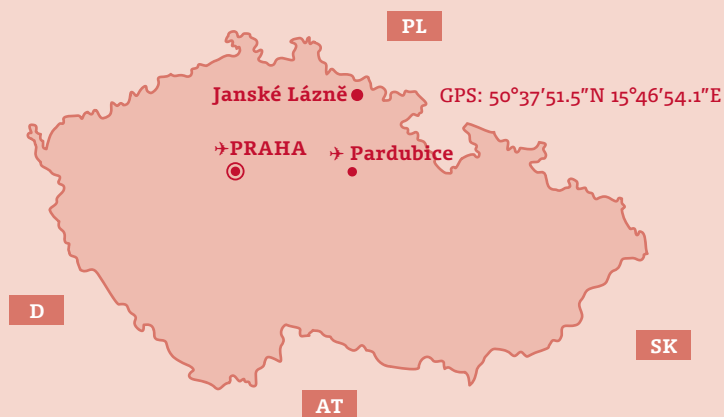 PL
Janské Lázně
GPS: 50°37′51.5″N 15°46′54.1″E
PRAHA
Pardubice
D
SK
AT